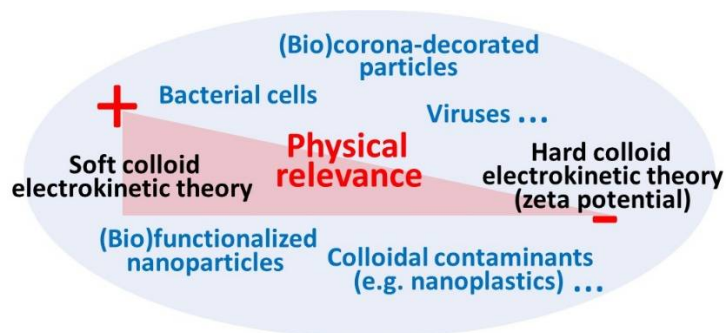 (Bio)corona-decorated
particles
Bacterial cells
Viruses ...
+
Physical
relevance
Soft colloid
electrokinetic theory
Hard colloid
electrokinetic theory
(zeta potential)
-
(Bio)functionalized
nanoparticles
Colloidal contaminants
(e.g. nanoplastics) ...